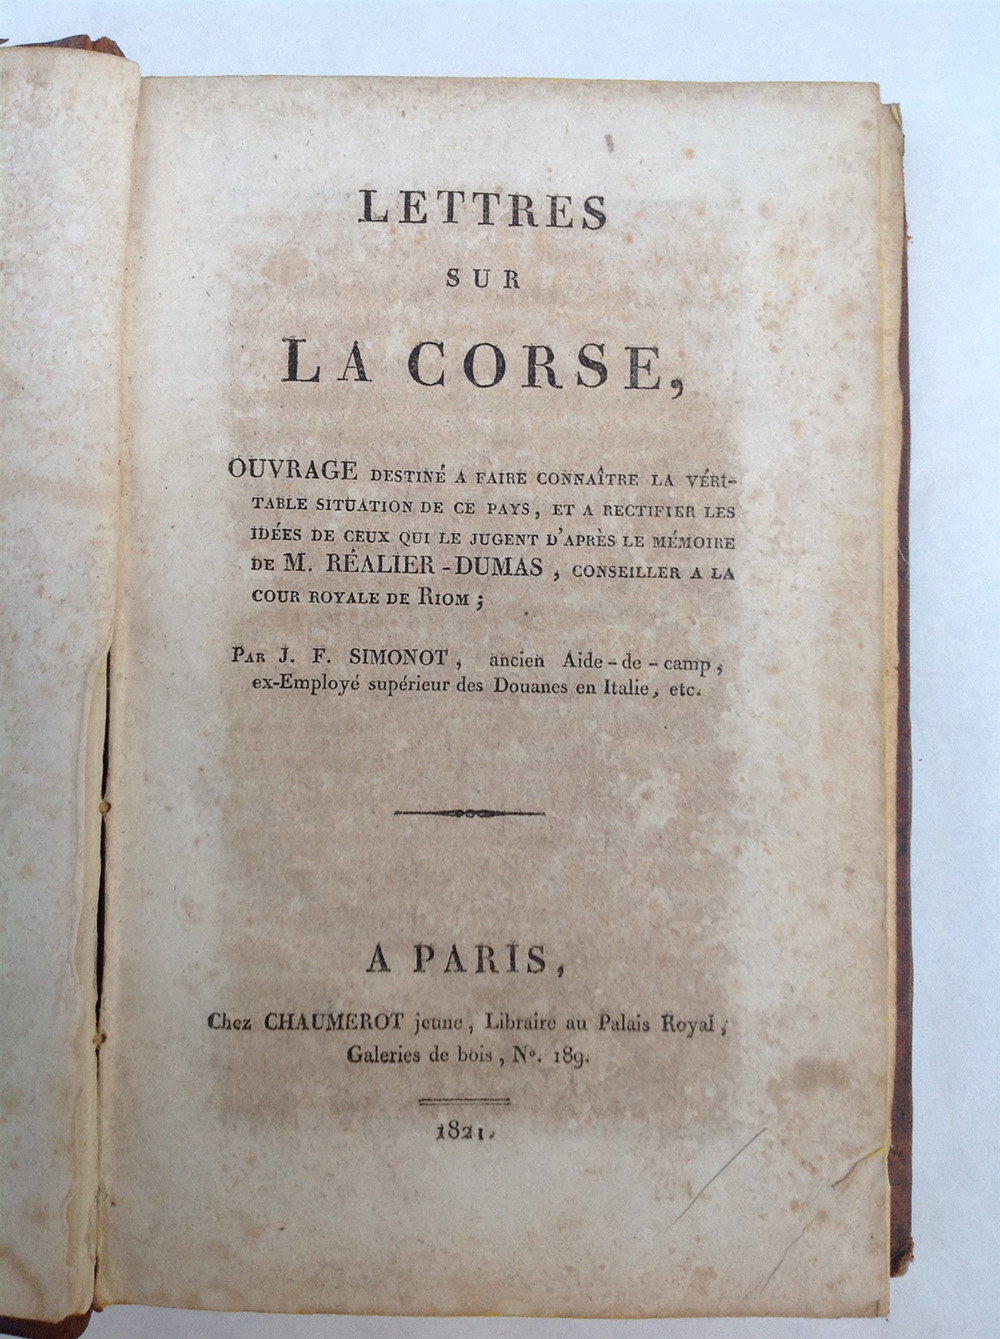 LETTRES
SUR
LA CORSE,
OUVRAGE DESTINÉ A FAIRE CONNAÎTRE LA VÉRI-
TABLE SITUATION DE CE PAYS, ET A RECTIFIER LES
IDÉES DE CEUX QUI LE JUGENT D'APRÈS LE MÉMOIRE
DE M. RÉALIER-DUMAS, CONSEILLER A LA
COUR ROYALE DE RIOM;
PAR J. F. SIMONOT, ancien Aide-de-camp,
ex-Employé supérieur des Douanes en Italie, etc.
A PARIS,
Chez CHAUMEROT jeune, Libraire au Palais Royal,
Galeries de bois, Nº. 189.
1821.